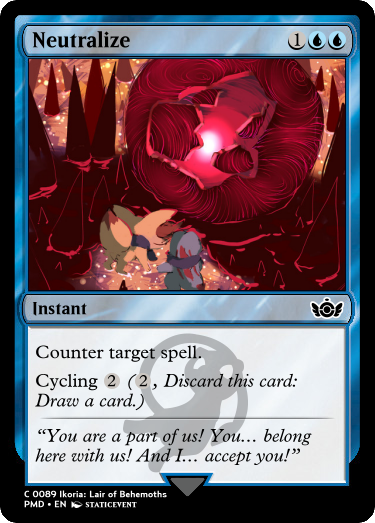 Neutralize 1
Instant
Counter target spell.
Cycling 2 (2, Discard this card:
Draw a card.)
“You are a part of us! You… belong
here with us! And I… accept you!”
C 0089 Ikoria: Lair of Behemoths
PMD • EN STATICEVENT